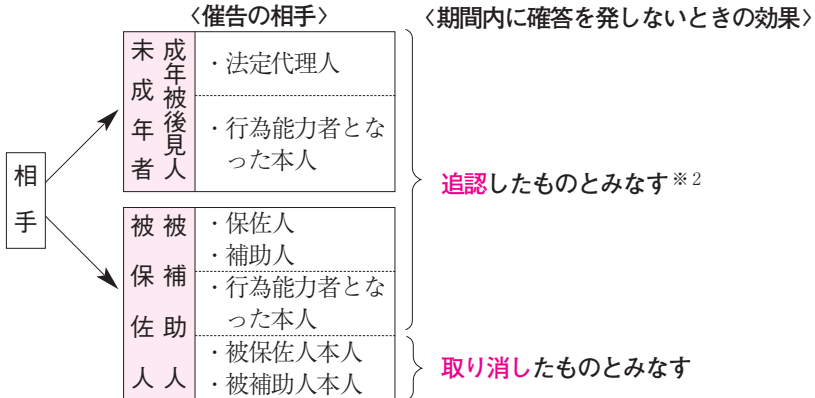 〈催告の相手〉
〈期間内に確答を発しないときの効果〉
相手
未成年者
成年被後見人
・法定代理人
・行為能力者とな
った本人
追認したものとみなす※2
被保佐人
被補助人
・保佐人
・補助人
・行為能力者とな
った本人
・被保佐人本人
・被補助人本人
取り消したものとみなす